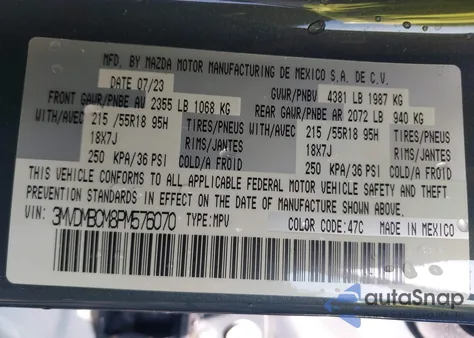 MFD. BY MAZDA MOTOR MANUFACTURING DE MEXICO S.A. DE C.V.
DATE 07/23 GVWR/PNBV 4381 LB 1987 KG
FRONT GAWR/PNBE AV 2355 LB 1068 KG REAR GAWR/PNBE AR 2072 LB 940 KG
WITH/AVEC 215 /55R18 95H TIRES/PNEUS WITH/AVEC 215 /55R18 95H TIRES/PNEUS
18X7J RIMS/JANTES 18X7J RIMS/JANTES
250 KPA/36 PSI COLD/A FROID 250 KPA/36 PSI COLD/A FROID
THIS VEHICLE CONFORMS TO ALL APPLICABLE FEDERAL MOTOR VEHICLE SAFETY AND THEFT
PREVENTION STANDARDS IN EFFECT ON THE DATE OF MANUFACTURE SHOWN ABOVE.
VIN: 3MVDMBCM8PM576070 TYPE:MPV COLOR CODE:47C MADE IN MEXICO
autoSnap